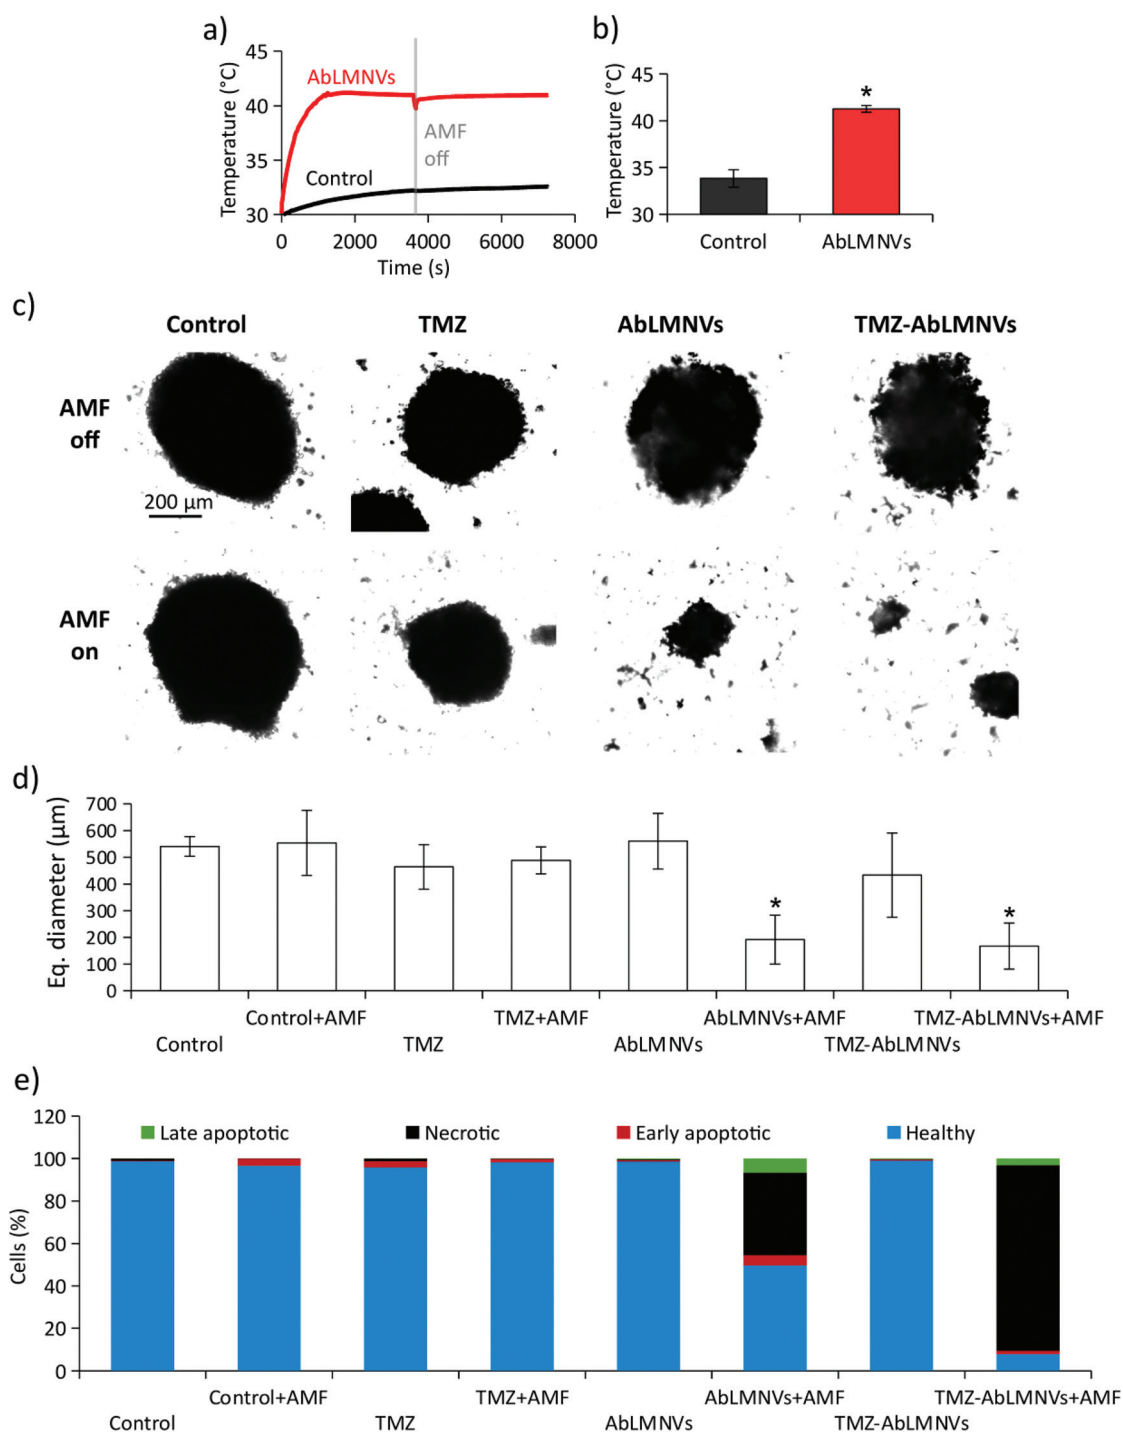 a)
b)
Temperature (°C)
45
40
35
30
AbLMNVs
AMF
off
Control
0
2000
4000
6000
8000
Time (s)
Temperature (°C)
45
40
35
30
*
Control
AbLMNVs
c)
Control
TMZ
AbLMNVs
TMZ-AbLMNVs
AMF
off
200 μm
AMF
on
d)
Eq. diameter (μm)
700
600
500
400
300
200
100
0
*
*
Control+AMF
TMZ+AMF
AbLMNVs+AMF
TMZ-AbLMNVs+AMF
Control
TMZ
AbLMNVs
TMZ-AbLMNVs
e)
Cells (%)
120
100
80
60
40
20
0
Late apoptotic
Necrotic
Early apoptotic
Healthy
Control+AMF
TMZ+AMF
AbLMNVs+AMF
TMZ-AbLMNVs+AMF
Control
TMZ
AbLMNVs
TMZ-AbLMNVs